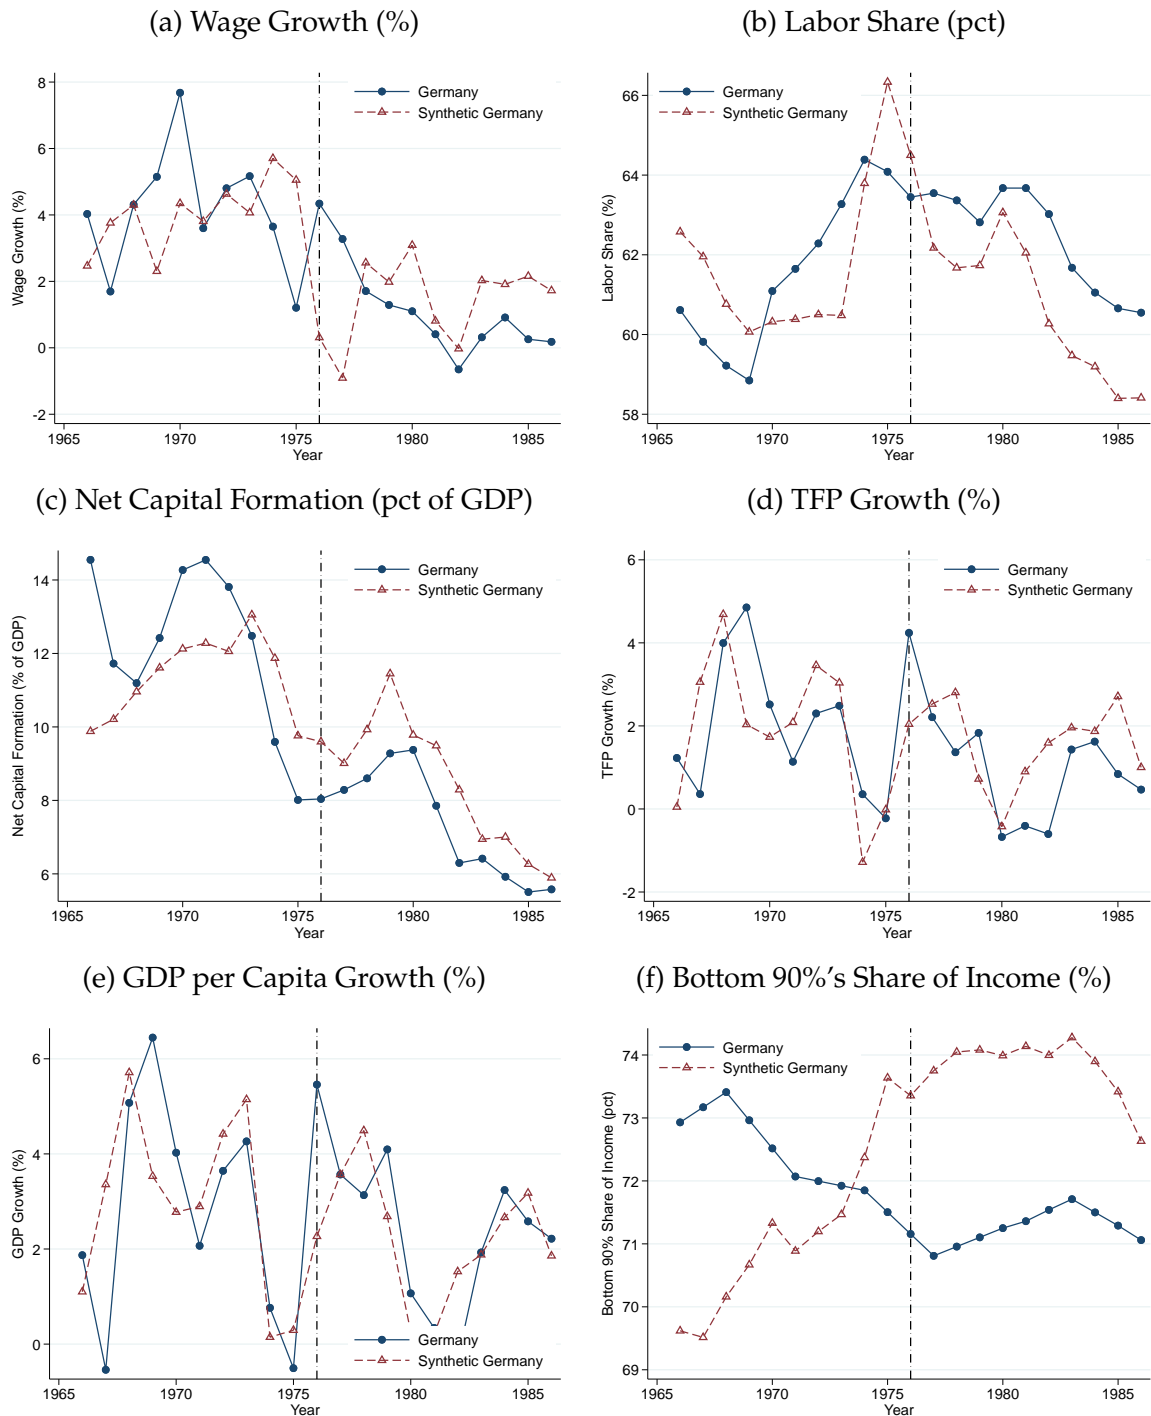 (a) Wage Growth (%)
(b) Labor Share (pct)
Germany
Synthetic Germany
Wage Growth (%)
8
6
4
2
0
-2
1965 1970 1975 1980 1985
Year
Germany
Synthetic Germany
Labor Share (%)
66
64
62
60
58
1965 1970 1975 1980 1985
Year
(c) Net Capital Formation (pct of GDP)
(d) TFP Growth (%)
Germany
Synthetic Germany
Net Capital Formation (% of GDP)
14
12
10
8
6
1965 1970 1975 1980 1985
Year
Germany
Synthetic Germany
TFP Growth (%)
6
4
2
0
-2
1965 1970 1975 1980 1985
Year
(e) GDP per Capita Growth (%)
(f) Bottom 90%'s Share of Income (%)
GDP Growth (%)
6
4
2
0
Germany
Synthetic Germany
1965 1970 1975 1980 1985
Year
Germany
Synthetic Germany
Bottom 90% Share of Income (pct)
74
73
72
71
70
69
1965 1970 1975 1980 1985
Year